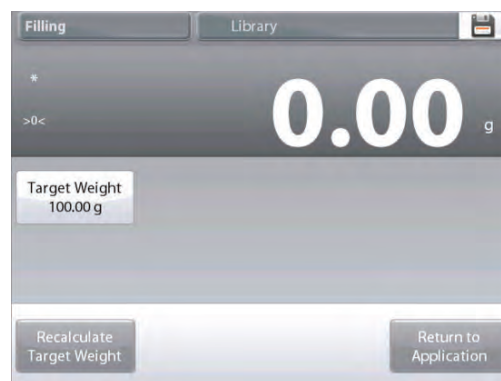 Filling
Library
*
>0<
0.00 g
Target Weight
100.00 g
Recalculate
Target Weight
Return to
Application